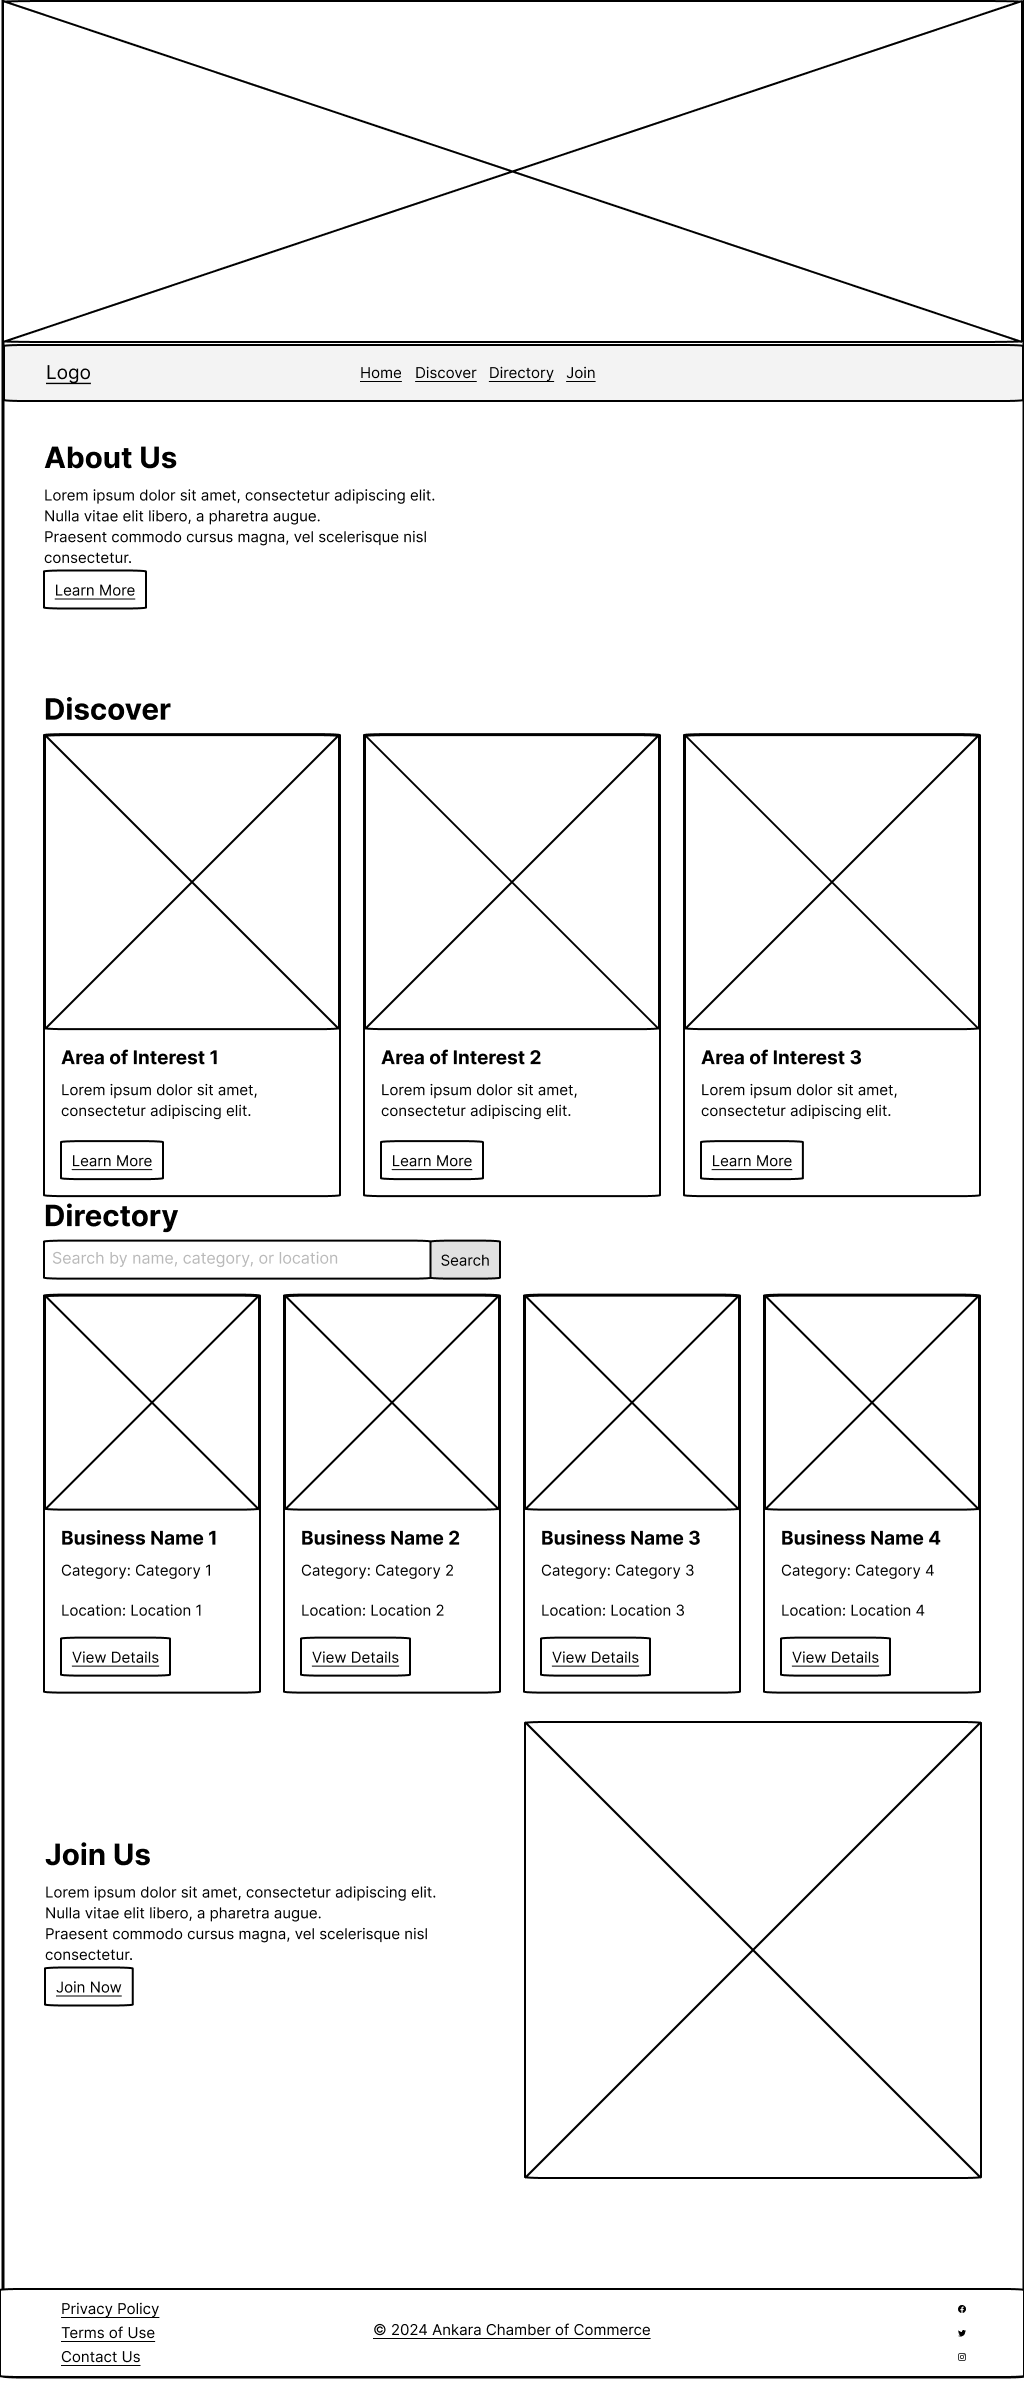 Logo
Home Discover Directory Join
About Us
Lorem ipsum dolor sit amet, consectetur adipiscing elit.
Nulla vitae elit libero, a pharetra augue.
Praesent commodo cursus magna, vel scelerisque nisl
consectetur.
Learn More
Discover
Area of Interest 1
Lorem ipsum dolor sit amet,
consectetur adipiscing elit.
Learn More
Area of Interest 2
Lorem ipsum dolor sit amet,
consectetur adipiscing elit.
Learn More
Area of Interest 3
Lorem ipsum dolor sit amet,
consectetur adipiscing elit.
Learn More
Directory
Search by name, category, or location
Search
Business Name 1
Category: Category 1
Location: Location 1
View Details
Business Name 2
Category: Category 2
Location: Location 2
View Details
Business Name 3
Category: Category 3
Location: Location 3
View Details
Business Name 4
Category: Category 4
Location: Location 4
View Details
Join Us
Lorem ipsum dolor sit amet, consectetur adipiscing elit.
Nulla vitae elit libero, a pharetra augue.
Praesent commodo cursus magna, vel scelerisque nisl
consectetur.
Join Now
Privacy Policy
Terms of Use
Contact Us
© 2024 Ankara Chamber of Commerce